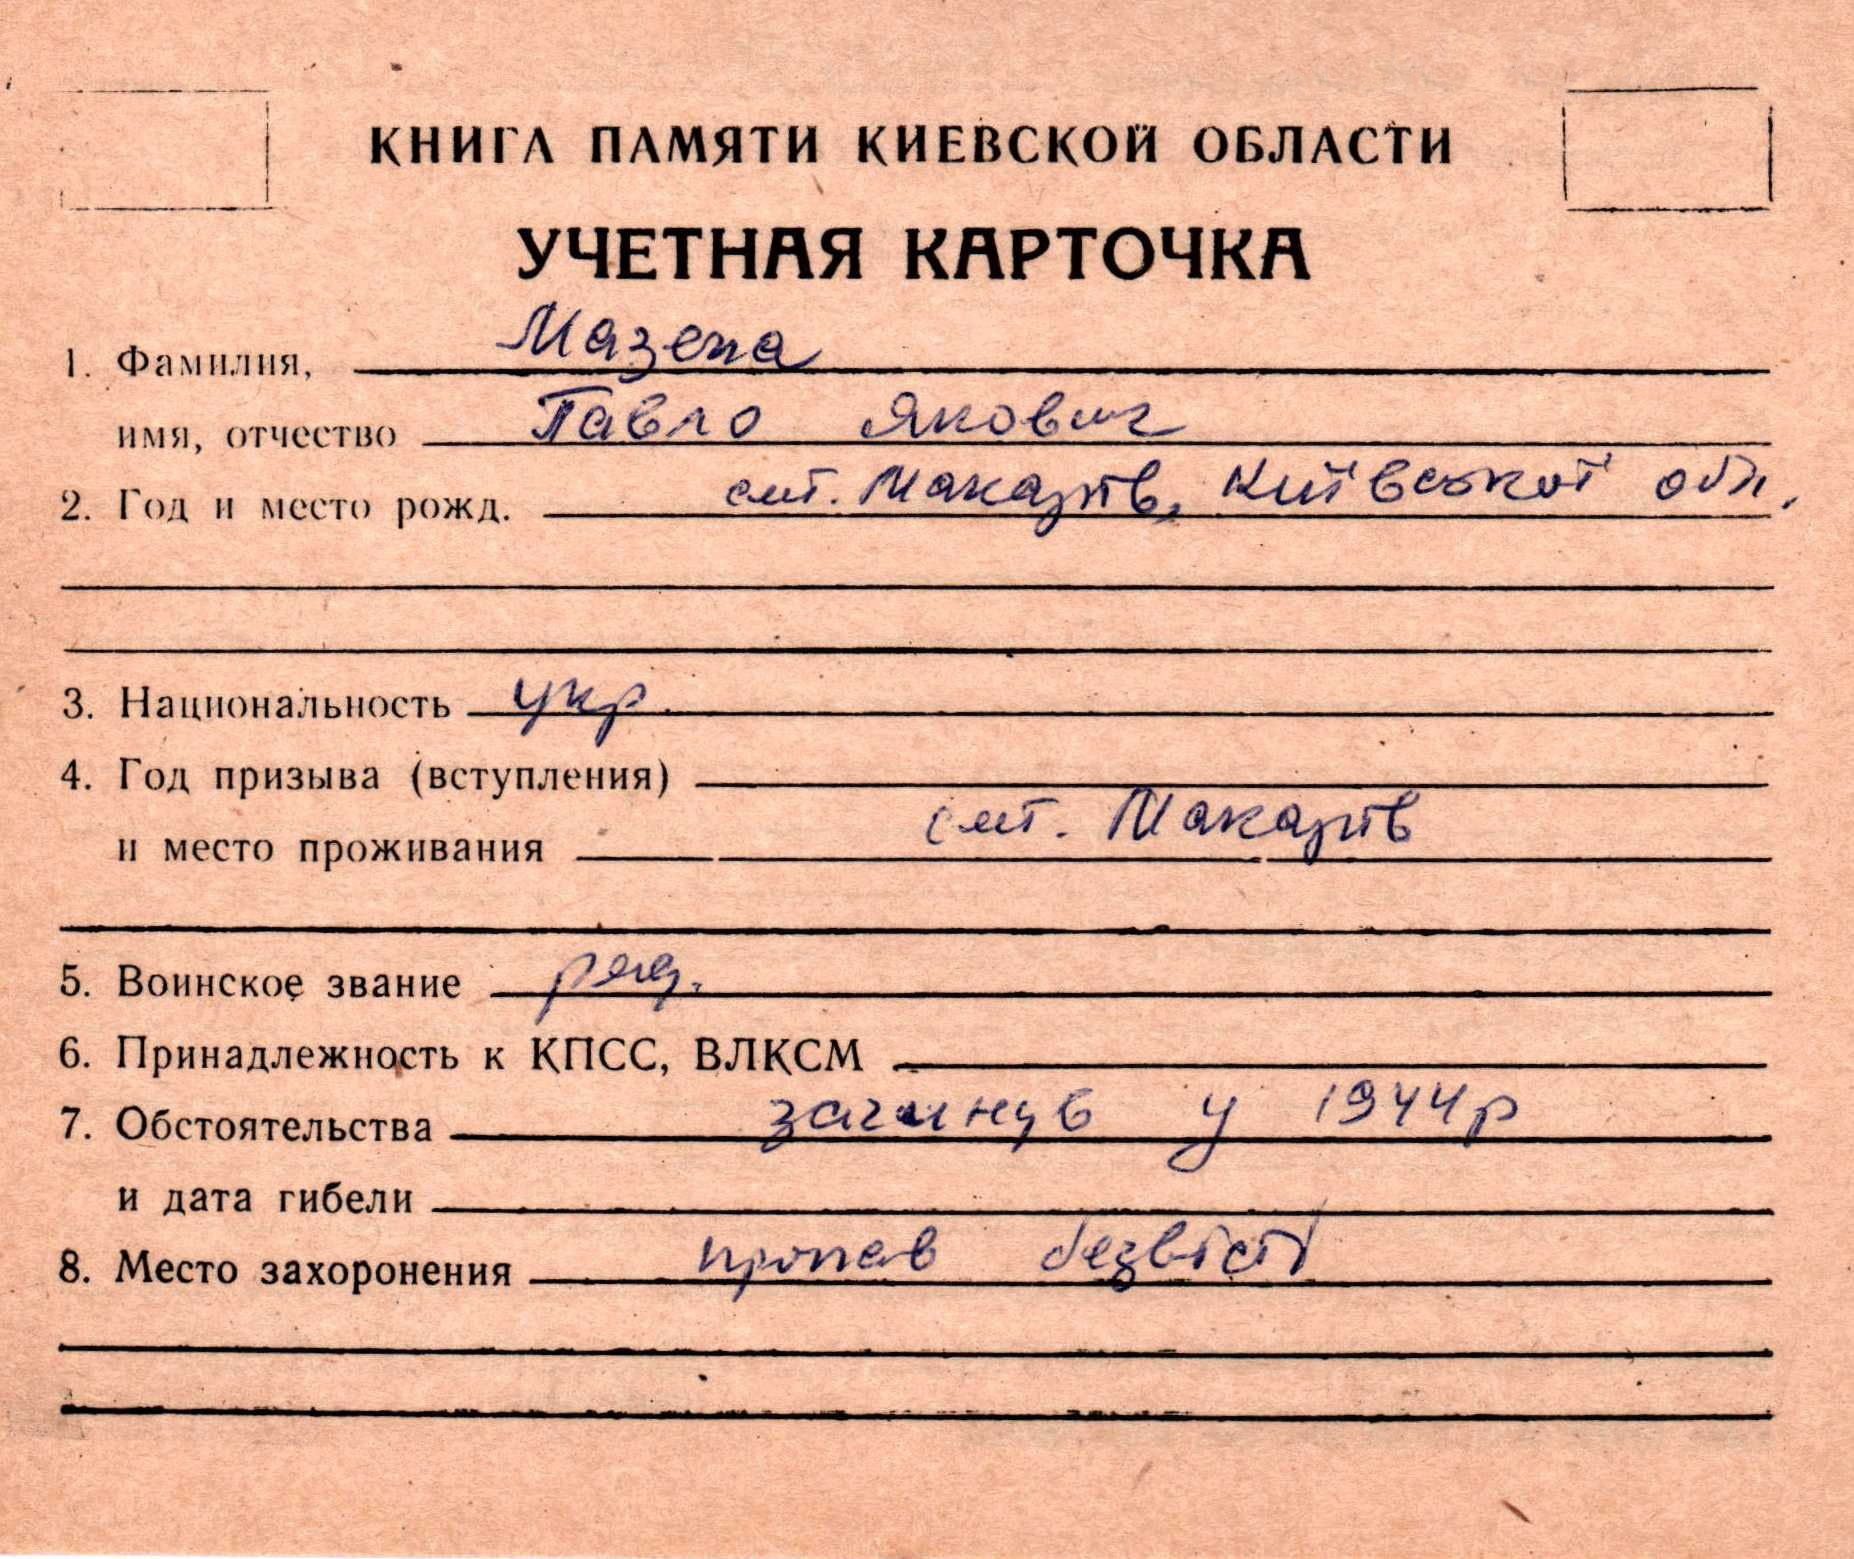 КНИГА ПАМЯТИ КИЕВСКОЙ ОБЛАСТИ
УЧЕТНАЯ КАРТОЧКА
1. Фамилия, Мазепа
имя, отчество Павло Якович
2. Год и место рожд. смт. Макарів, Київської обл.
3. Национальность укр.
4. Год призыва (вступления)
и место проживания смт. Макарів
5. Воинское звание ряд.
6. Принадлежность к КПСС, ВЛКСМ
7. Обстоятельства загинув у 1944р
и дата гибели
8. Место захоронения пропав безвісті